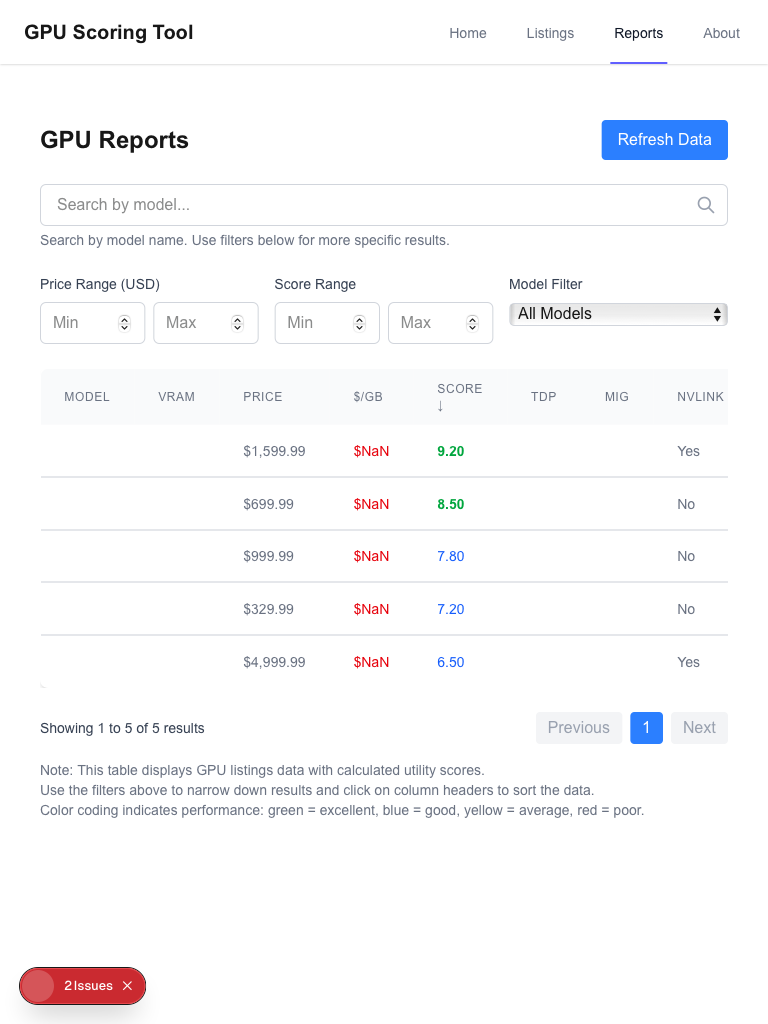 GPU Scoring Tool
Home Listings Reports About
GPU Reports
Refresh Data
Search by model...
Search by model name. Use filters below for more specific results.
Price Range (USD) Score Range Model Filter
Min Max Min Max All Models
MODEL VRAM PRICE $/GB SCORE ↓ TDP MIG NVLINK
$1,599.99 $NaN 9.20 Yes
$699.99 $NaN 8.50 No
$999.99 $NaN 7.80 No
$329.99 $NaN 7.20 No
$4,999.99 $NaN 6.50 Yes
Showing 1 to 5 of 5 results
Previous 1 Next
Note: This table displays GPU listings data with calculated utility scores.
Use the filters above to narrow down results and click on column headers to sort the data.
Color coding indicates performance: green = excellent, blue = good, yellow = average, red = poor.
2 Issues